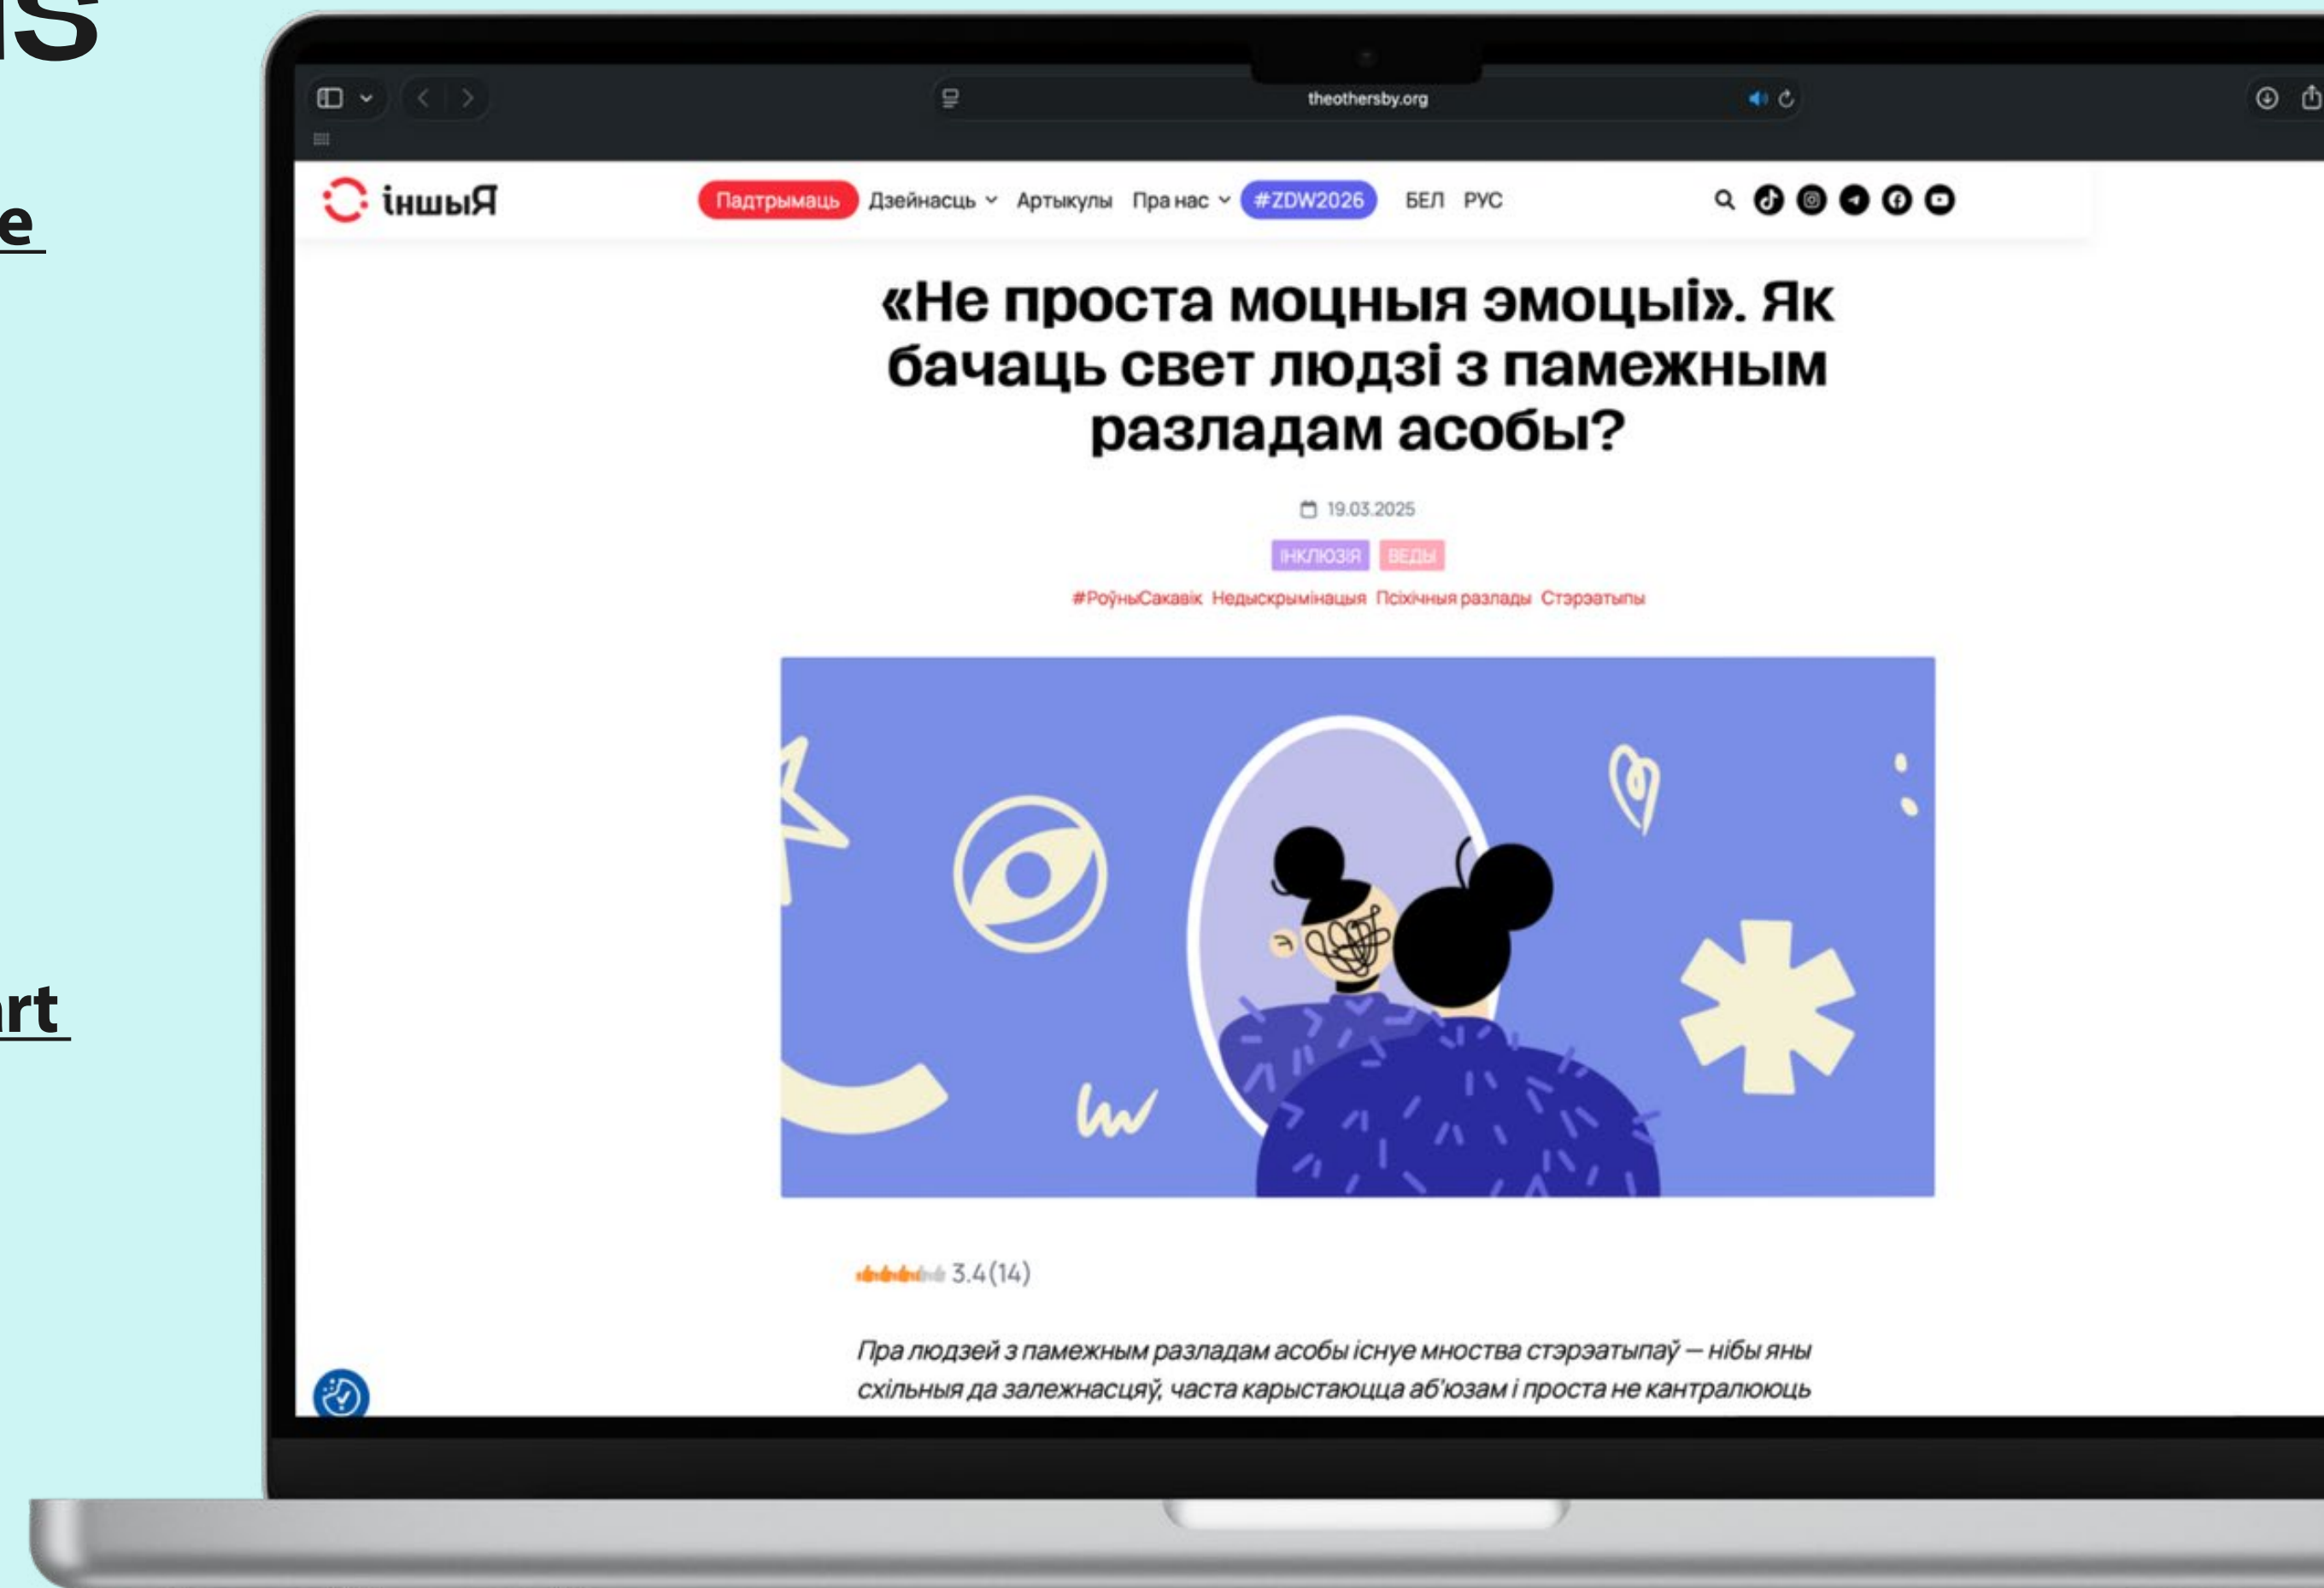 theothersby.org
іншыЯ
Падтрымаць Дзейнасць Артыкулы Пра нас #ZDW2026 БЕЛ РУС
«Не проста моцныя эмоцыі». Як
бачаць свет людзі з памежным
разладам асобы?
19.03.2025
ІНКЛЮЗІЯ ВЕДЫ
#РоўныСакавік Недыскрымінацыя Псіхічныя разлады Стэрэатыпы
3.4(14)
Пра людзей з памежным разладам асобы існуе мноства стэрэатыпаў — нібы яны
схільныя да залежнасцяў, часта карыстаюцца аб'юзам і проста не кантралююць